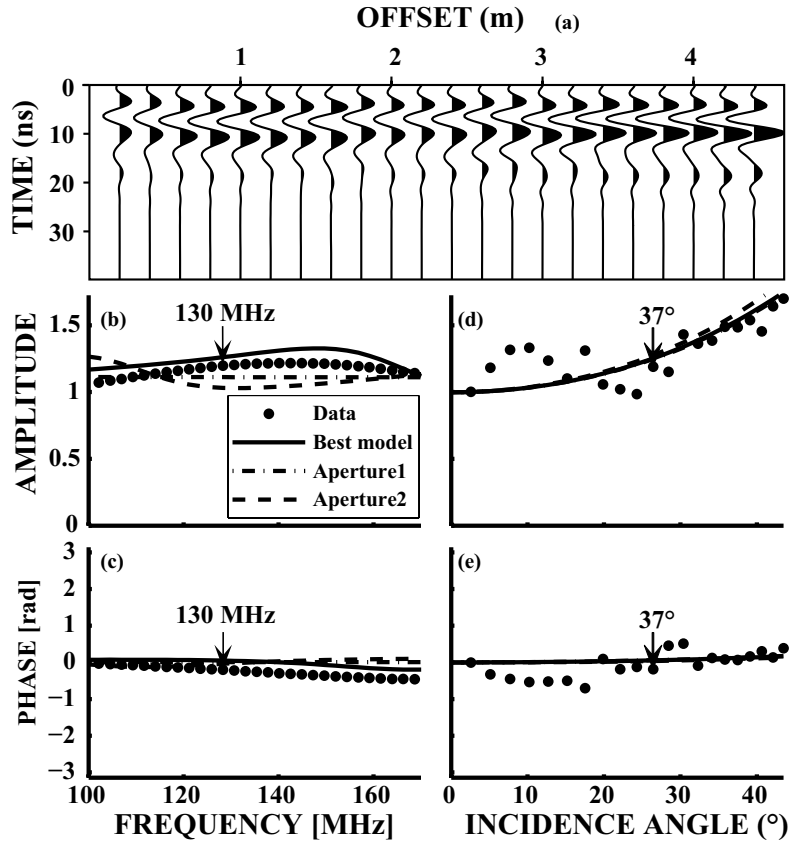 OFFSET (m) (a)
1 2 3 4
TIME (ns)
0
10
20
30
AMPLITUDE
1.5
1
0.5
0
(b)
130 MHz
Data
Best model
Aperture1
Aperture2
(d)
37°
PHASE [rad]
3
2
1
0
−1
−2
−3
(c)
130 MHz
(e)
37°
100 120 140 160
FREQUENCY [MHz]
0 10 20 30 40
INCIDENCE ANGLE (°)